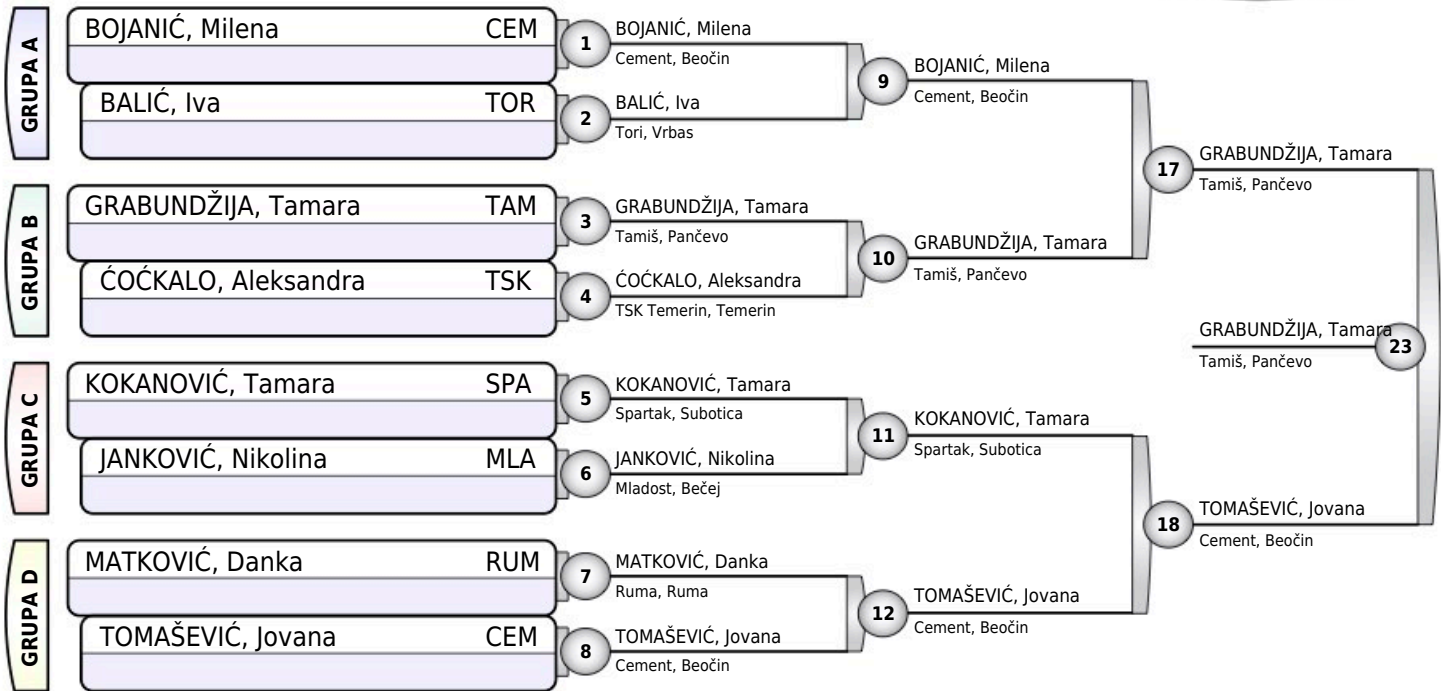 GRUPA A
BOJANIĆ, Milena CEM
BALIĆ, Iva TOR
GRUPA B
GRABUNDŽIJA, Tamara TAM
ĆOĆKALO, Aleksandra TSK
GRUPA C
KOKANOVIĆ, Tamara SPA
JANKOVIĆ, Nikolina MLA
GRUPA D
MATKOVIĆ, Danka RUM
TOMAŠEVIĆ, Jovana CEM
1
BOJANIĆ, Milena
Cement, Beočin
2
BALIĆ, Iva
Tori, Vrbas
3
GRABUNDŽIJA, Tamara
Tamiš, Pančevo
4
ĆOĆKALO, Aleksandra
TSK Temerin, Temerin
5
KOKANOVIĆ, Tamara
Spartak, Subotica
6
JANKOVIĆ, Nikolina
Mladost, Bečej
7
MATKOVIĆ, Danka
Ruma, Ruma
8
TOMAŠEVIĆ, Jovana
Cement, Beočin
9
BOJANIĆ, Milena
Cement, Beočin
10
GRABUNDŽIJA, Tamara
Tamiš, Pančevo
11
KOKANOVIĆ, Tamara
Spartak, Subotica
12
TOMAŠEVIĆ, Jovana
Cement, Beočin
17
GRABUNDŽIJA, Tamara
Tamiš, Pančevo
18
TOMAŠEVIĆ, Jovana
Cement, Beočin
GRABUNDŽIJA, Tamara
23
Tamiš, Pančevo